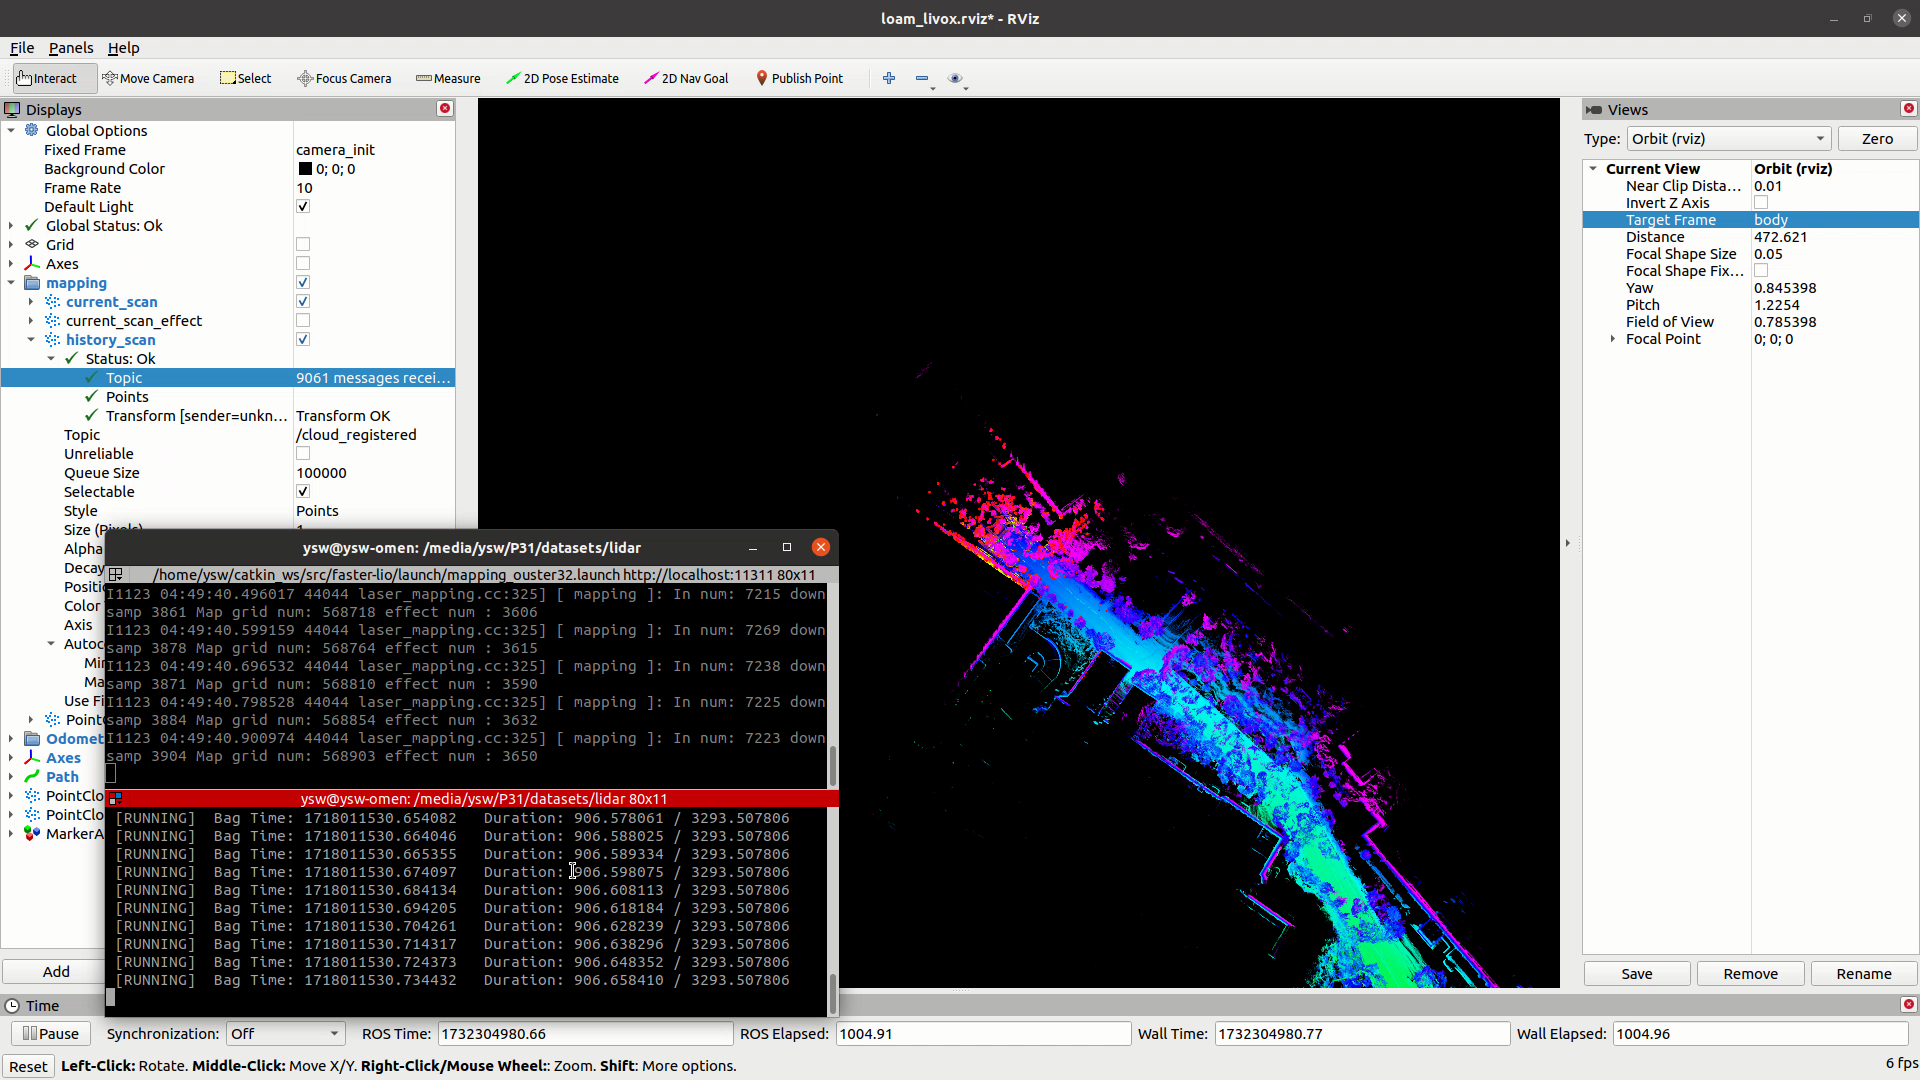 loam_livox.rviz* - RViz
File Panels Help
Interact Move Camera Select Focus Camera Measure 2D Pose Estimate 2D Nav Goal Publish Point
Displays
Global Options
Fixed Frame camera_init
Background Color 0; 0; 0
Frame Rate 10
Default Light
Global Status: Ok
Grid
Axes
mapping
current_scan
current_scan_effect
history_scan
Status: Ok
Topic 9061 messages recei...
Points
Transform [sender=unkn... Transform OK
Topic /cloud_registered
Unreliable
Queue Size 100000
Selectable
Style Points
Size (Pixels)
Alpha
Decay
Positi
Color
Axis
Autoc
Mi
Ma
Use Fi
Point
Odomet
Axes
Path
PointClo
PointClo
MarkerA
Add
ysw@ysw-omen: /media/ysw/P31/datasets/lidar
/home/ysw/catkin_ws/src/faster-lio/launch/mapping_ouster32.launch http://localhost:11311 80x11
I1123 04:49:40.496017 44044 laser_mapping.cc:325] [ mapping ]: In num: 7215 down
samp 3861 Map grid num: 568718 effect num : 3606
I1123 04:49:40.599159 44044 laser_mapping.cc:325] [ mapping ]: In num: 7269 down
samp 3878 Map grid num: 568764 effect num : 3615
I1123 04:49:40.696532 44044 laser_mapping.cc:325] [ mapping ]: In num: 7238 down
samp 3871 Map grid num: 568810 effect num : 3590
I1123 04:49:40.798528 44044 laser_mapping.cc:325] [ mapping ]: In num: 7225 down
samp 3884 Map grid num: 568854 effect num : 3632
I1123 04:49:40.900974 44044 laser_mapping.cc:325] [ mapping ]: In num: 7223 down
samp 3904 Map grid num: 568903 effect num : 3650
ysw@ysw-omen: /media/ysw/P31/datasets/lidar 80x11
[RUNNING] Bag Time: 1718011530.654082 Duration: 906.578061 / 3293.507806
[RUNNING] Bag Time: 1718011530.664046 Duration: 906.588025 / 3293.507806
[RUNNING] Bag Time: 1718011530.665355 Duration: 906.589334 / 3293.507806
[RUNNING] Bag Time: 1718011530.674097 Duration: 906.598075 / 3293.507806
[RUNNING] Bag Time: 1718011530.684134 Duration: 906.608113 / 3293.507806
[RUNNING] Bag Time: 1718011530.694205 Duration: 906.618184 / 3293.507806
[RUNNING] Bag Time: 1718011530.704261 Duration: 906.628239 / 3293.507806
[RUNNING] Bag Time: 1718011530.714317 Duration: 906.638296 / 3293.507806
[RUNNING] Bag Time: 1718011530.724373 Duration: 906.648352 / 3293.507806
[RUNNING] Bag Time: 1718011530.734432 Duration: 906.658410 / 3293.507806
Views
Type: Orbit (rviz) Zero
Current View Orbit (rviz)
Near Clip Dista... 0.01
Invert Z Axis
Target Frame body
Distance 472.621
Focal Shape Size 0.05
Focal Shape Fix...
Yaw 0.845398
Pitch 1.2254
Field of View 0.785398
Focal Point 0; 0; 0
Save Remove Rename
Time
Pause Synchronization: Off ROS Time: 1732304980.66 ROS Elapsed: 1004.91 Wall Time: 1732304980.77 Wall Elapsed: 1004.96
Reset Left-Click: Rotate. Middle-Click: Move X/Y. Right-Click/Mouse Wheel:: Zoom. Shift: More options. 6 fps